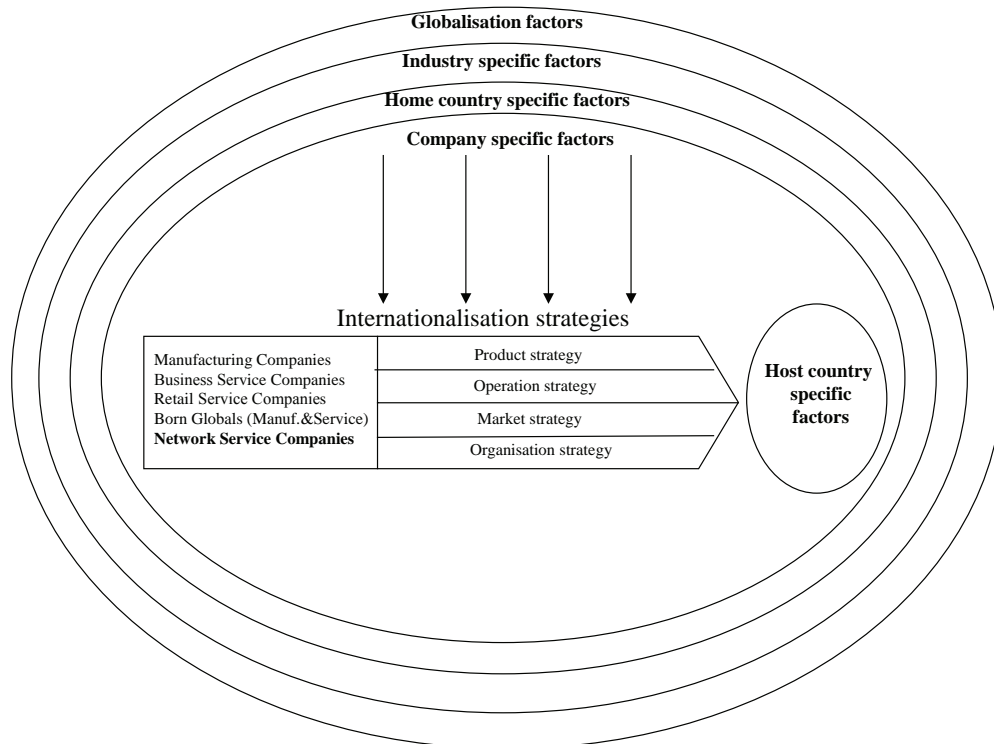 Globalisation factors
Industry specific factors
Home country specific factors
Company specific factors
Internationalisation strategies
Manufacturing Companies
Business Service Companies
Retail Service Companies
Born Globals (Manuf.&Service)
Network Service Companies
Product strategy
Operation strategy
Market strategy
Organisation strategy
Host country
specific
factors